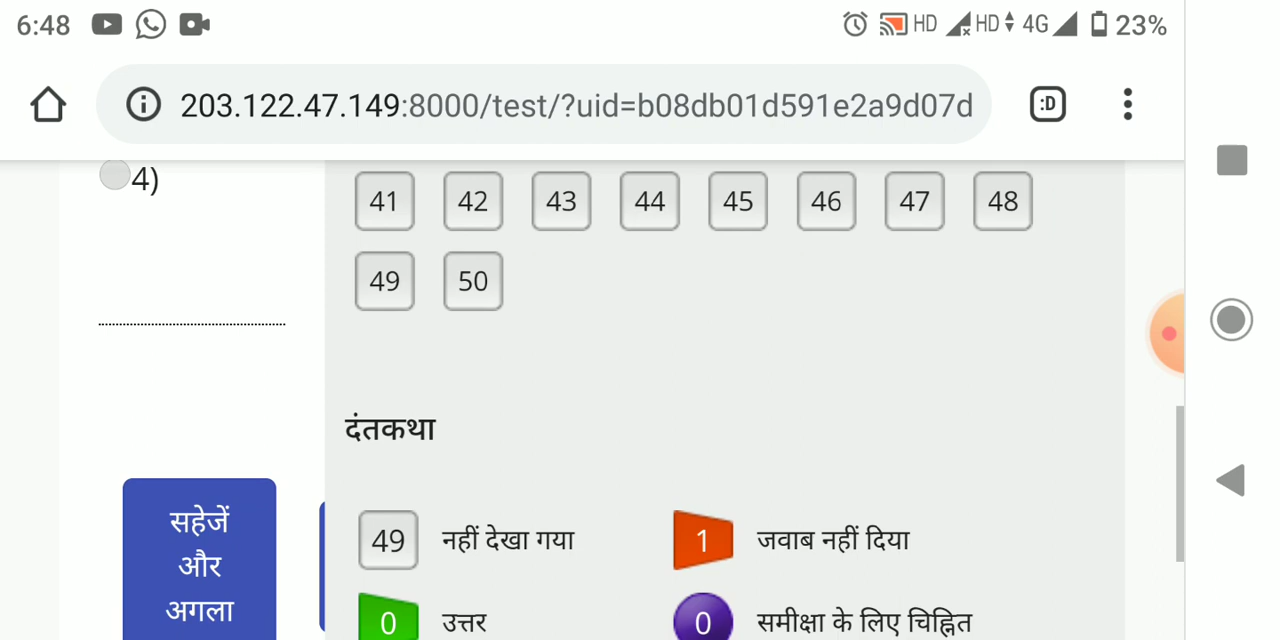 6:48 HD HD 4G 23%
203.122.47.149:8000/test/?uid=b08db01d591e2a9d07d :D
4)
41 42 43 44 45 46 47 48
49 50
दंतकथा
सहेजें
और
अगला
49 नहीं देखा गया 1 जवाब नहीं दिया
0 उत्तर 0 समीक्षा के लिए चिह्नित